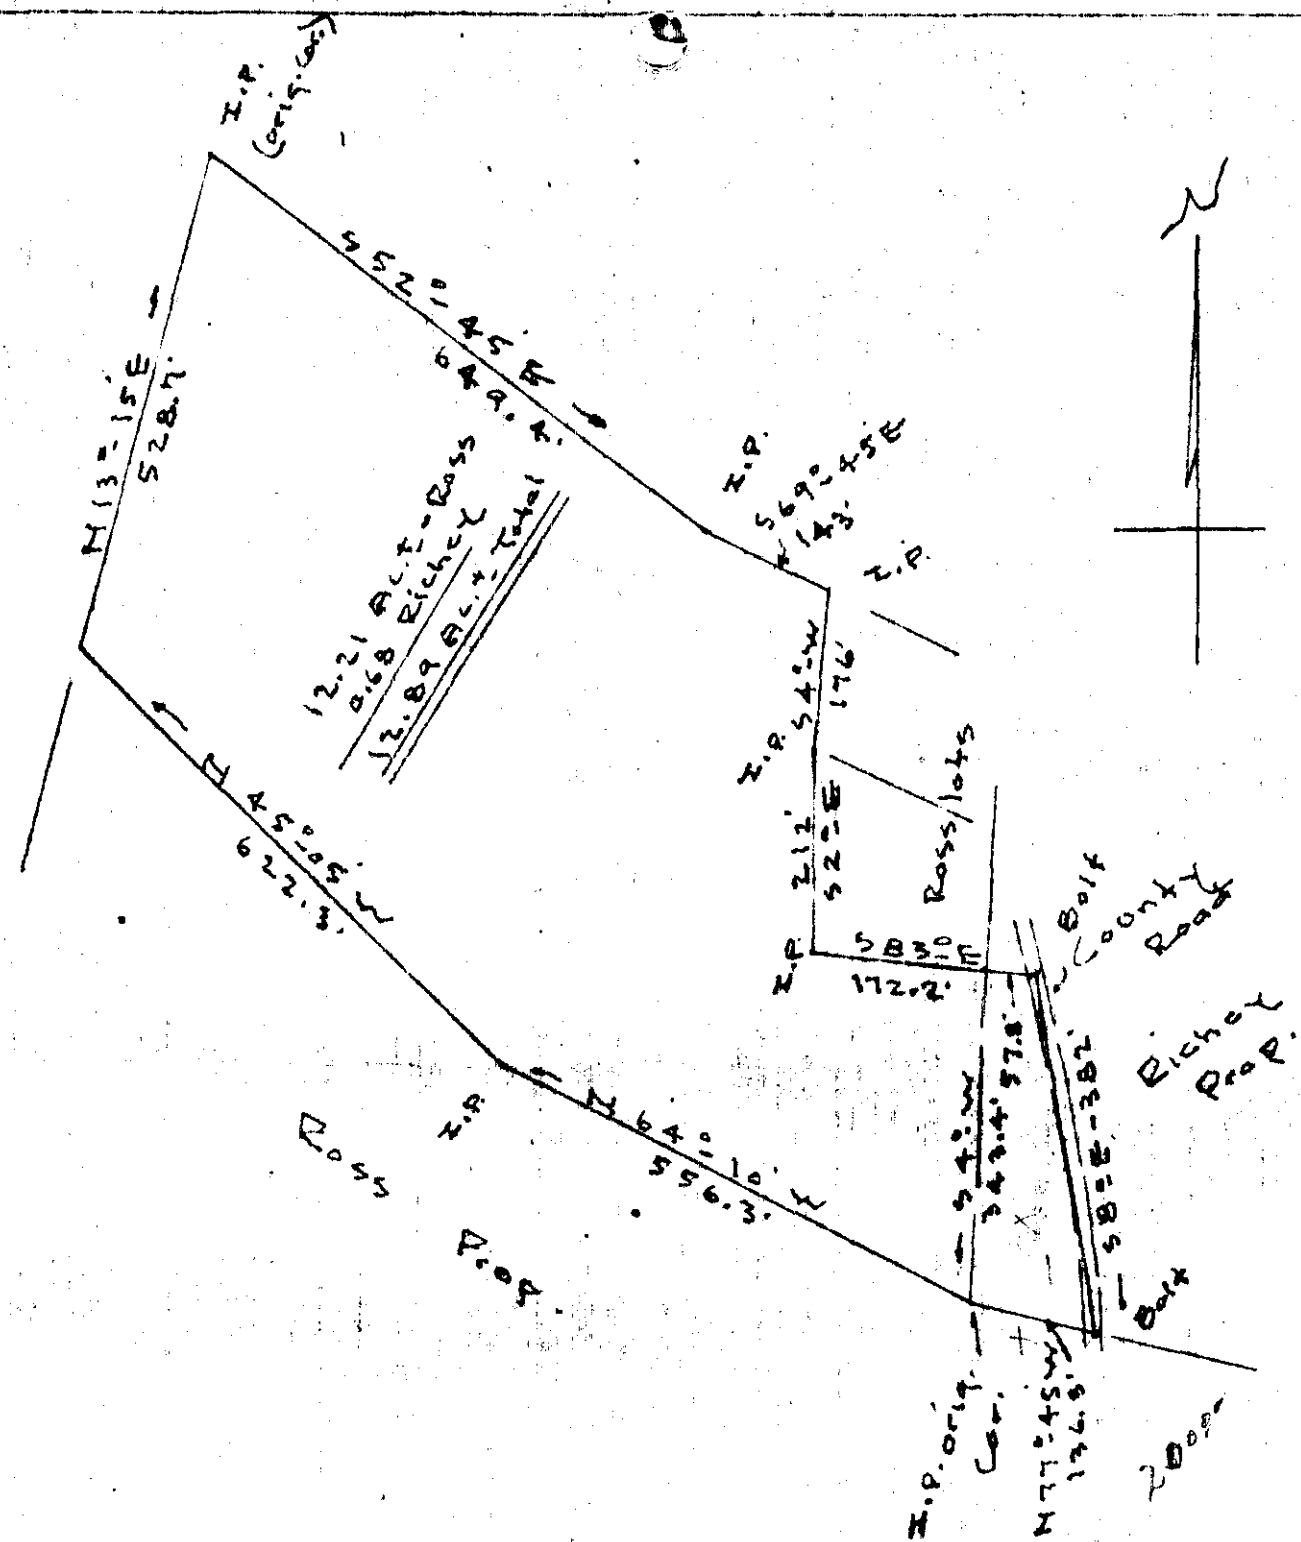 I.P.
(orig. cor.)
N
S 52° 45' E
649.4'
N 13° - 15' E
528.7'
I.P.
S 69° - 45 E
143'
I.P.
12.21 Ac.± - Ross
0.68 Richey
12.89 Ac.± Total
S 4° - W
176'
I.P.
212'
S 2° - E
Ross lots
N 45° - 05' W
622.3'
I.P.
S 83° - E
172.2'
57.8'
Bolt
County
Road
Richey
Prop.
S 8° - E - 382'
S 4° - W
343.4'
I.P.
N 64° - 10' W
556.3'
Ross
Prop.
Bolt
I.P. orig.
Cor.
N 77° - 45 W
136.8'